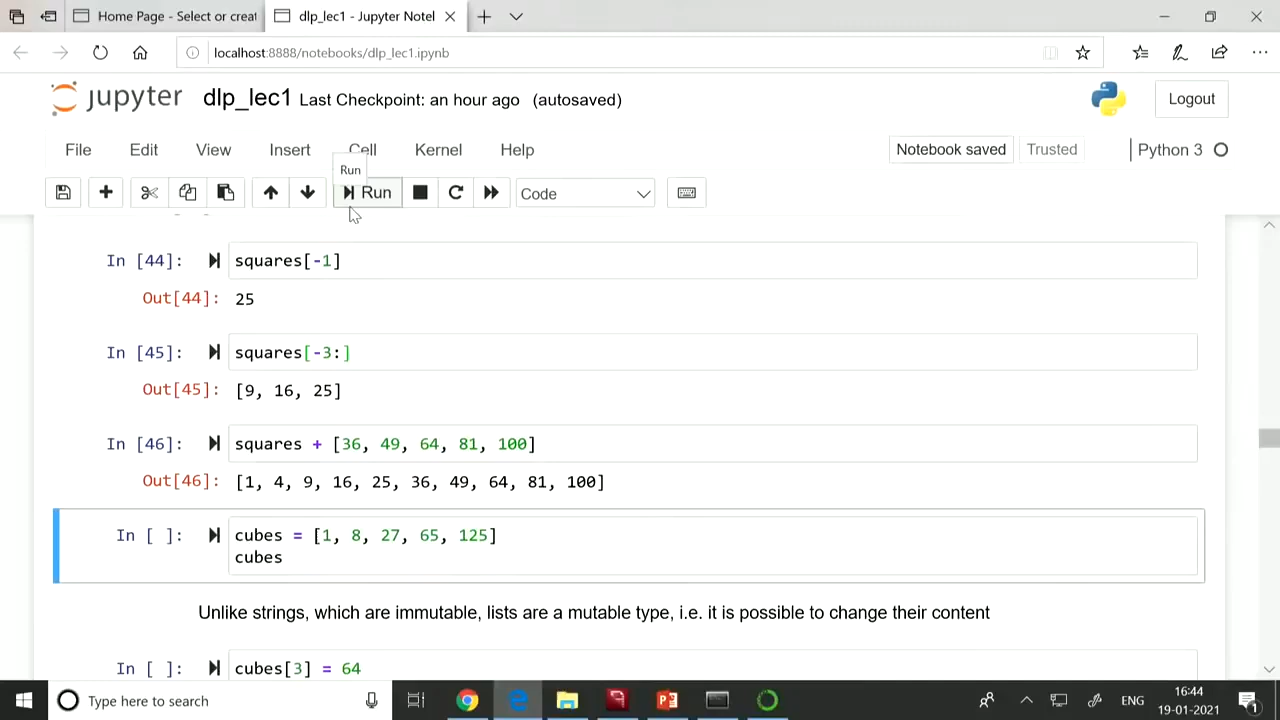 Home Page - Select or creat
dlp_lec1 - Jupyter Notel
localhost:8888/notebooks/dlp_lec1.ipynb
jupyter dlp_lec1 Last Checkpoint: an hour ago (autosaved)
Logout
File Edit View Insert Cell Kernel Help
Notebook saved Trusted Python 3
Run
Run
Code
In [44]: squares[-1]
Out[44]: 25
In [45]: squares[-3:]
Out[45]: [9, 16, 25]
In [46]: squares + [36, 49, 64, 81, 100]
Out[46]: [1, 4, 9, 16, 25, 36, 49, 64, 81, 100]
In [ ]: cubes = [1, 8, 27, 65, 125]
cubes
Unlike strings, which are immutable, lists are a mutable type, i.e. it is possible to change their content
In [ ]: cubes[3] = 64
Type here to search
ENG
16:44
19-01-2021
1